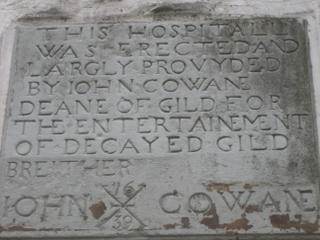 THIS HOSPITALL
WAS ERECTED AND
LARGLY PROVYDED
BY IOHN COWANE
DEANE OF GILD FOR
THE ENTERTAINEMENT
OF DECAYED GILD
BREITHER
16
IOHN COWANE
39